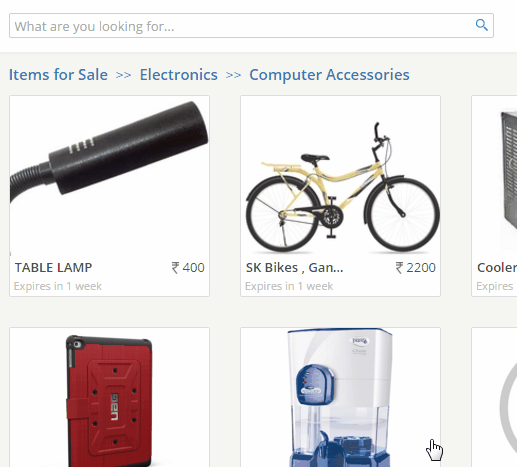 What are you looking for...
Items for Sale >> Electronics >> Computer Accessories
TABLE LAMP ₹ 400
Expires in 1 week
SK Bikes , Gan... ₹ 2200
Expires in 1 week
Cooler
Expires
UAG